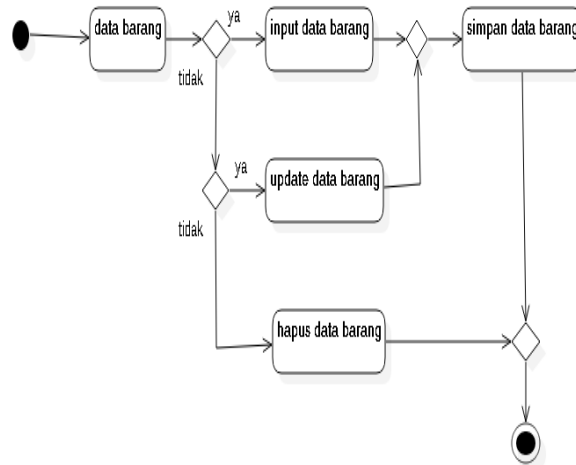 data barang
ya
input data barang
simpan data barang
tidak
ya
update data barang
tidak
hapus data barang